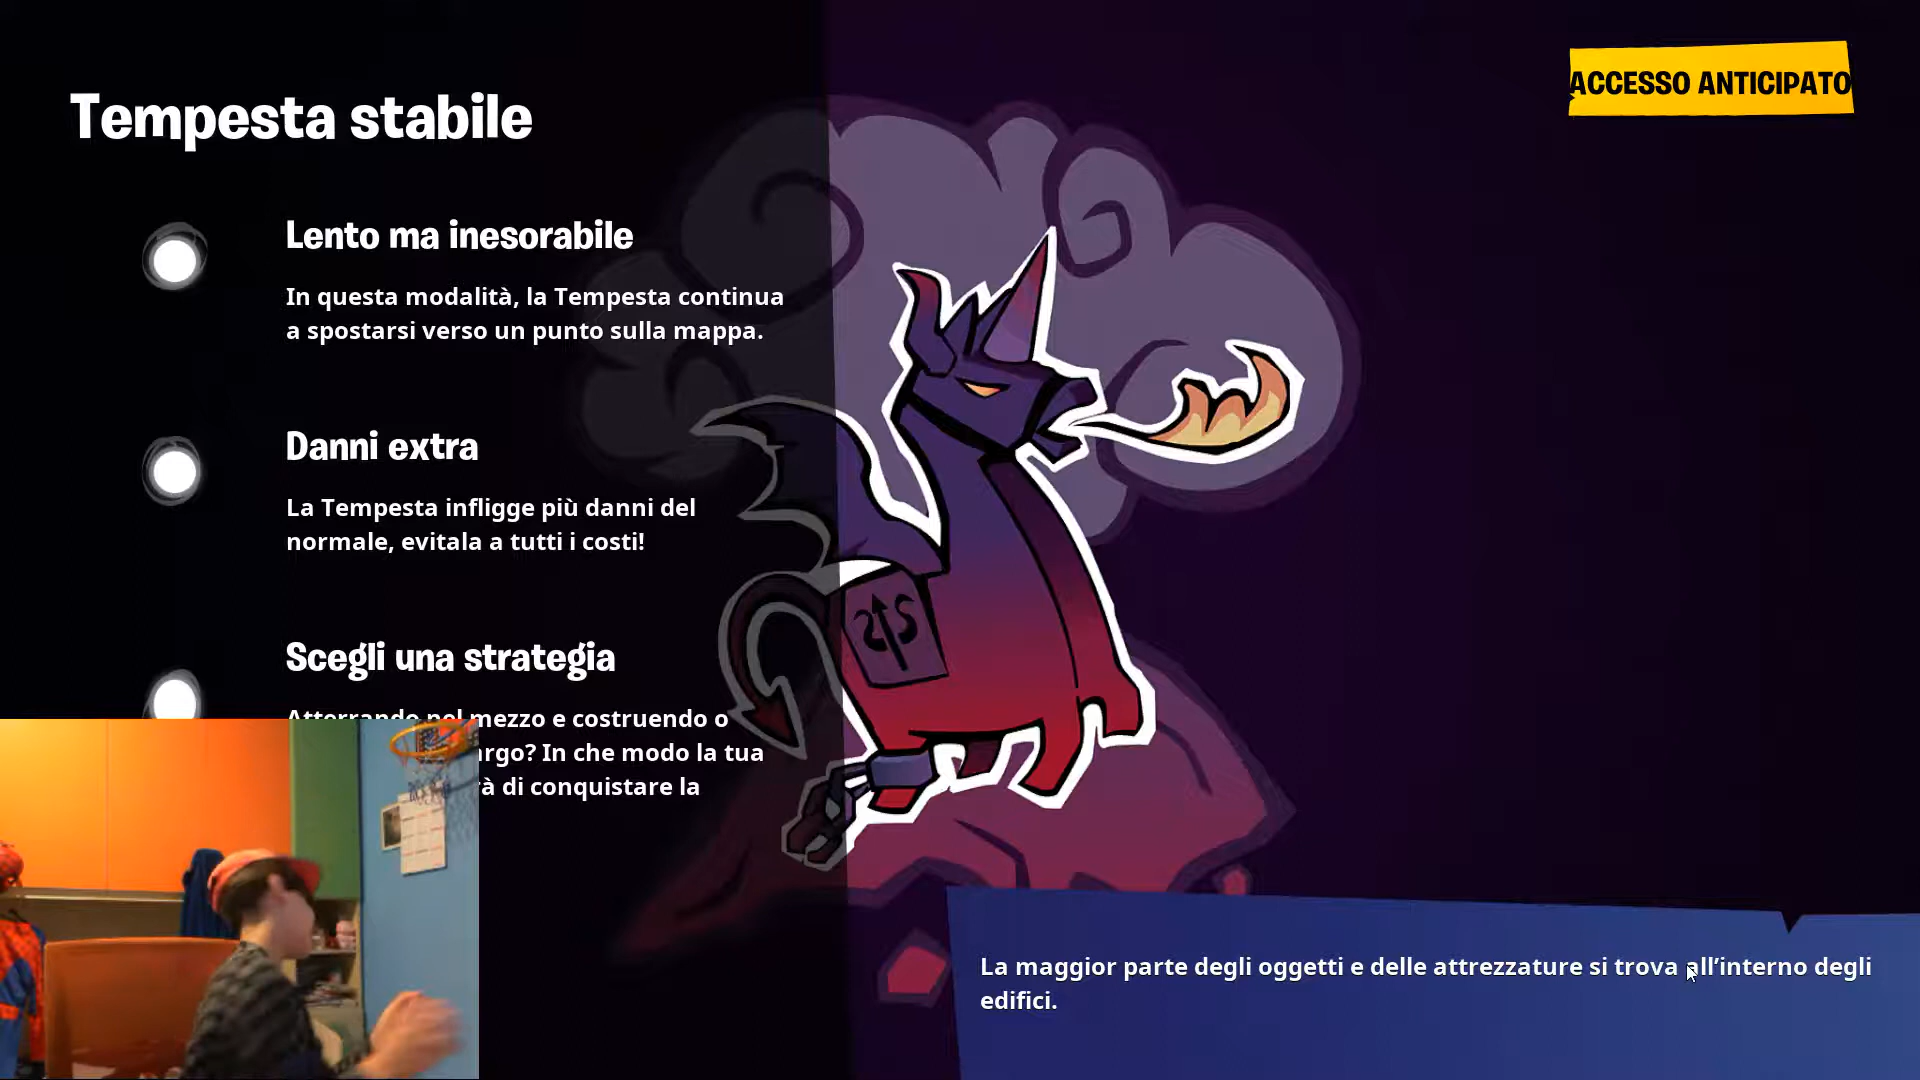 Tempesta stabile
ACCESSO ANTICIPATO
Lento ma inesorabile
In questa modalità, la Tempesta continua
a spostarsi verso un punto sulla mappa.
Danni extra
La Tempesta infligge più danni del
normale, evitala a tutti i costi!
Scegli una strategia
Atterrando nel mezzo e costruendo o
In che modo la tua
di conquistare la
La maggior parte degli oggetti e delle attrezzature si trova all’interno degli
edifici.